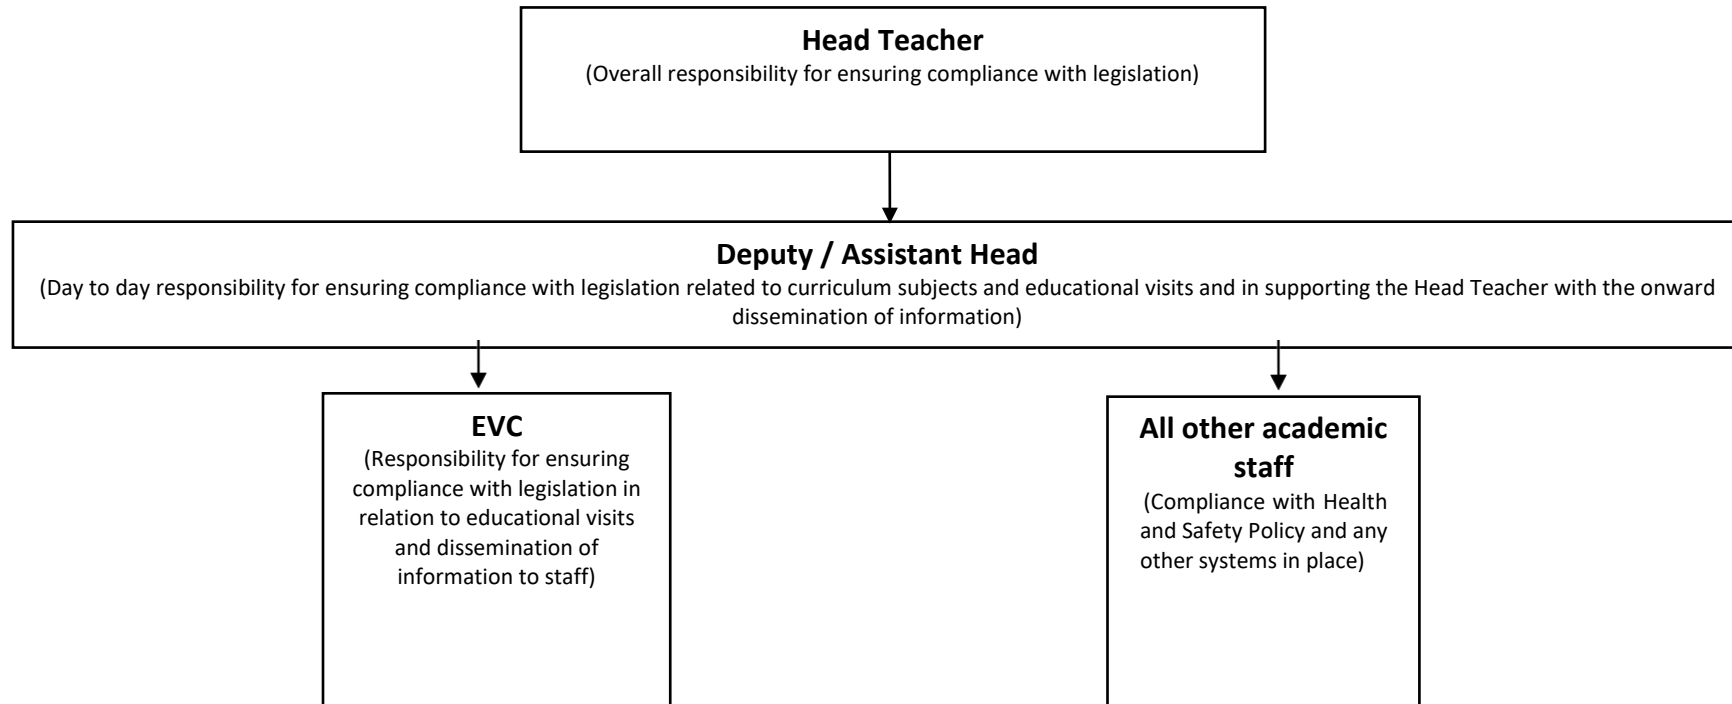 Head Teacher
(Overall responsibility for ensuring compliance with legislation)
Deputy / Assistant Head
(Day to day responsibility for ensuring compliance with legislation related to curriculum subjects and educational visits and in supporting the Head Teacher with the onward
dissemination of information)
EVC
(Responsibility for ensuring
compliance with legislation in
relation to educational visits
and dissemination of
information to staff)
All other academic
staff
(Compliance with Health
and Safety Policy and any
other systems in place)